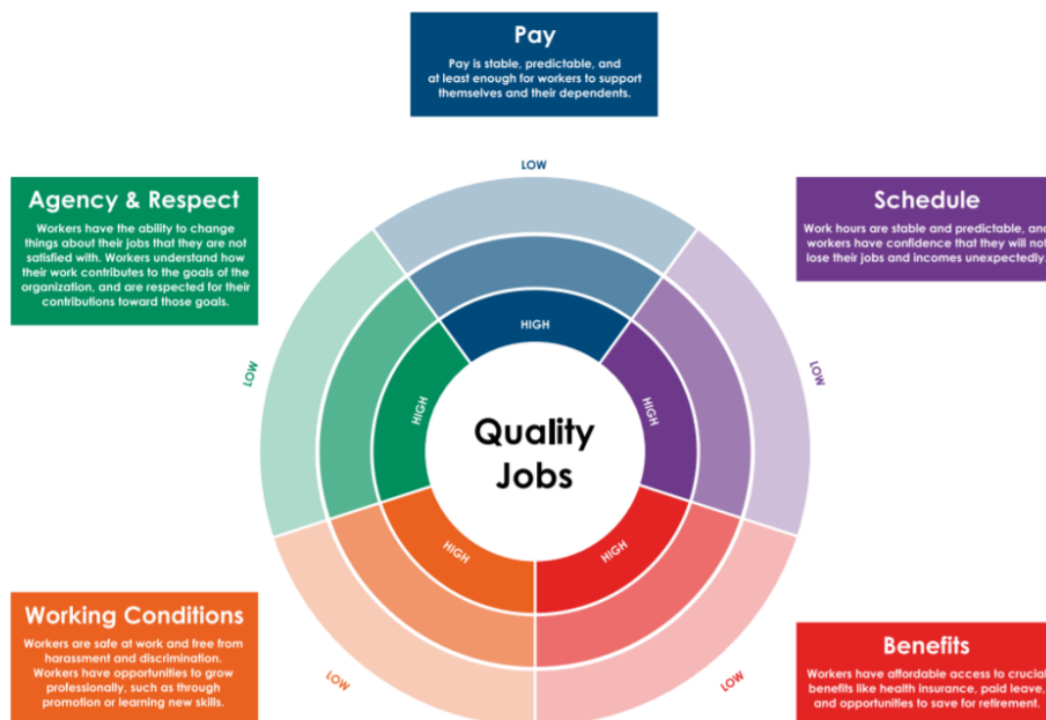 Pay
Pay is stable, predictable, and
at least enough for workers to support
themselves and their dependents.
LOW
Agency & Respect
Workers have the ability to change
things about their jobs that they are not
satisfied with. Workers understand how
their work contributes to the goals of the
organization, and are respected for their
contributions toward those goals.
Schedule
Work hours are stable and predictable, and
workers have confidence that they will not
lose their jobs and incomes unexpectedly.
HIGH
LOW
HIGH
Quality
Jobs
HIGH
LOW
HIGH
HIGH
Working Conditions
Workers are safe at work and free from
harassment and discrimination.
Workers have opportunities to grow
professionally, such as through
promotion or learning new skills.
LOW
LOW
Benefits
Workers have affordable access to crucial
benefits like health insurance, paid leave,
and opportunities to save for retirement.